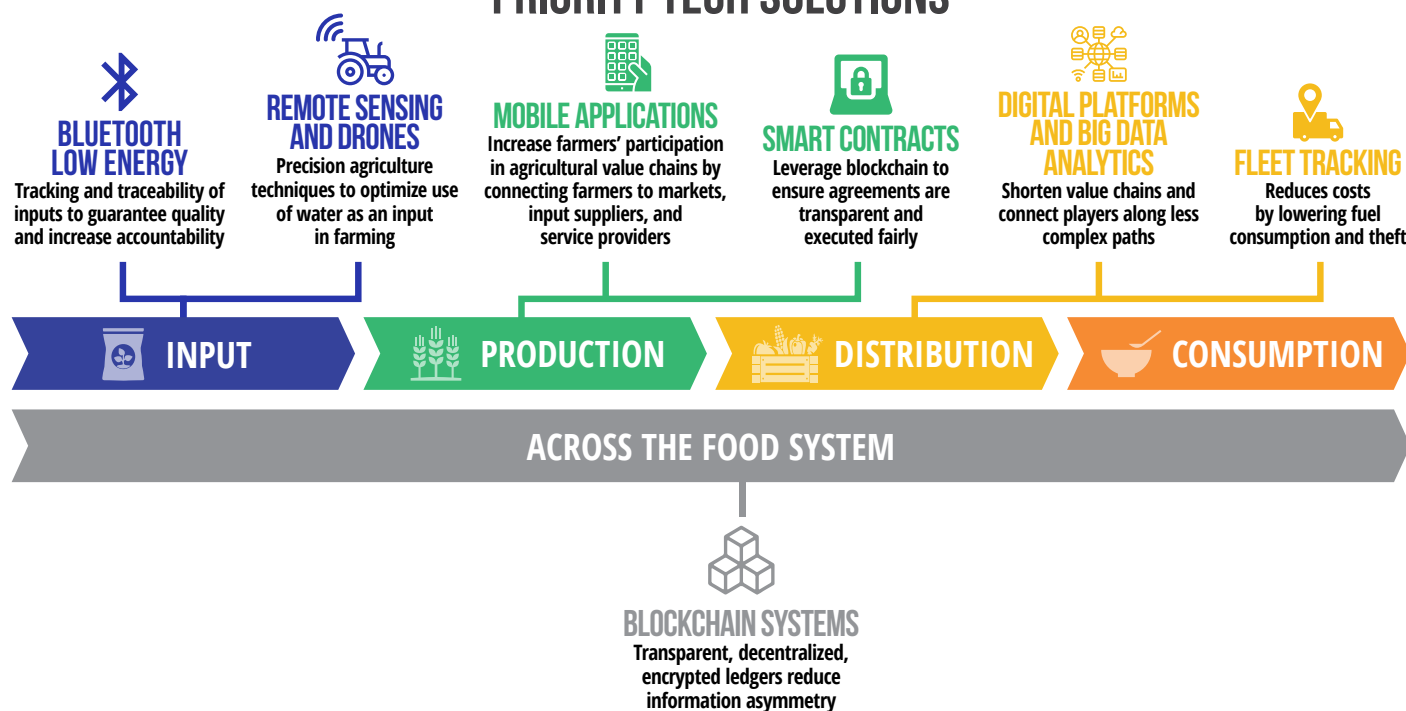 PRIORITY TECH SOLUTIONS
BLUETOOTH
LOW ENERGY
Tracking and traceability of
inputs to guarantee quality
and increase accountability
REMOTE SENSING
AND DRONES
Precision agriculture
techniques to optimize use
of water as an input
in farming
MOBILE APPLICATIONS
Increase farmers' participation
in agricultural value chains by
connecting farmers to markets,
input suppliers, and
service providers
SMART CONTRACTS
Leverage blockchain to
ensure agreements are
transparent and
executed fairly
DIGITAL PLATFORMS
AND BIG DATA
ANALYTICS
Shorten value chains and
connect players along less
complex paths
FLEET TRACKING
Reduces costs
by lowering fuel
consumption and theft
INPUT
PRODUCTION
DISTRIBUTION
CONSUMPTION
ACROSS THE FOOD SYSTEM
BLOCKCHAIN SYSTEMS
Transparent, decentralized,
encrypted ledgers reduce
information asymmetry